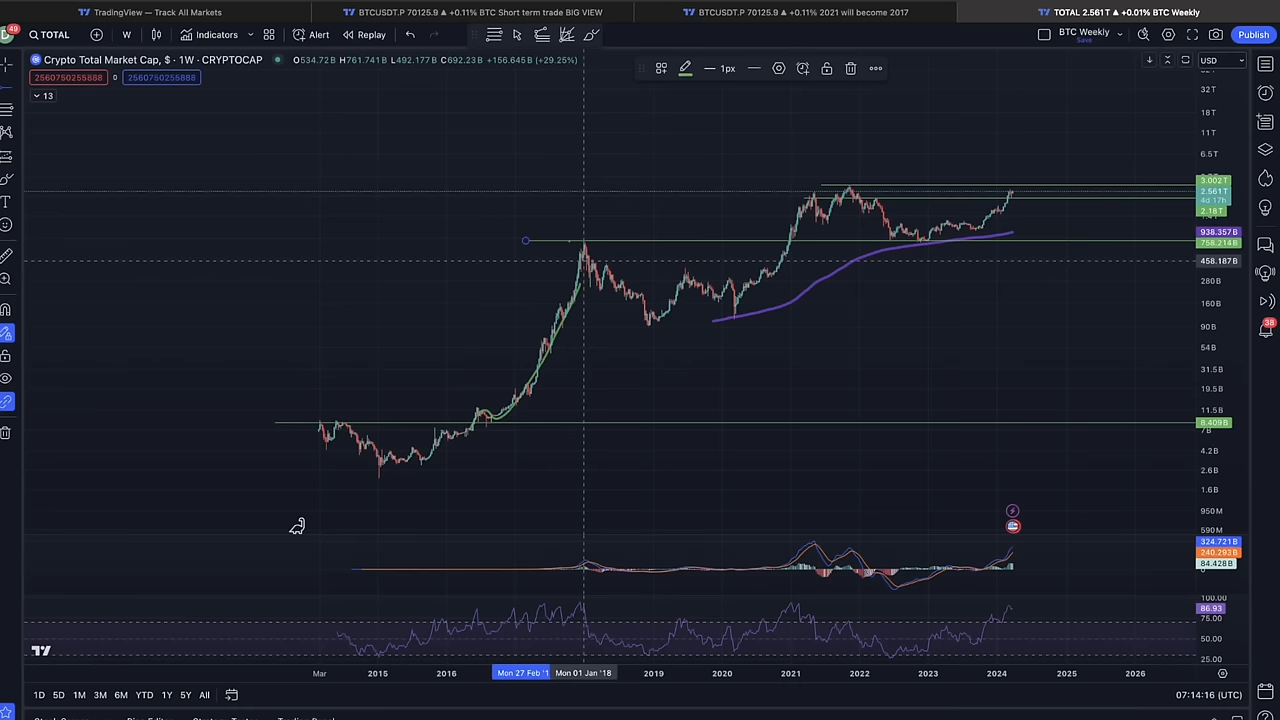 TradingView — Track All Markets
BTCUSDT.P 70125.9 ▲ +0.11% BTC Short term trade BIG VIEW
BTCUSDT.P 70125.9 ▲ +0.11% 2021 will become 2017
TOTAL 2.561T ▲ +0.01% BTC Weekly
49
TOTAL
W
Indicators
Alert
Replay
BTC Weekly
Save
Publish
Crypto Total Market Cap, $ · 1W · CRYPTOCAP
O534.72B H761.741B L492.177B C692.23B +156.645B (+29.25%)
1px
USD
2560750255888 0 2560750255888
13
32T
18T
11T
6.5T
3.002T
2.561T
4d 17h
2.18T
938.357B
758.214B
458.187B
280B
160B
90B
54B
31.5B
19.5B
11.5B
8.409B
7B
4.2B
2.6B
1.6B
950M
590M
324.721B
240.293B
84.428B
0
100.00
86.93
75.00
50.00
25.00
38
Mar 2015 2016 Mon 27 Feb '1 Mon 01 Jan '18 2019 2020 2021 2022 2023 2024 2025 2026
1D 5D 1M 3M 6M YTD 1Y 5Y All
07:14:16 (UTC)